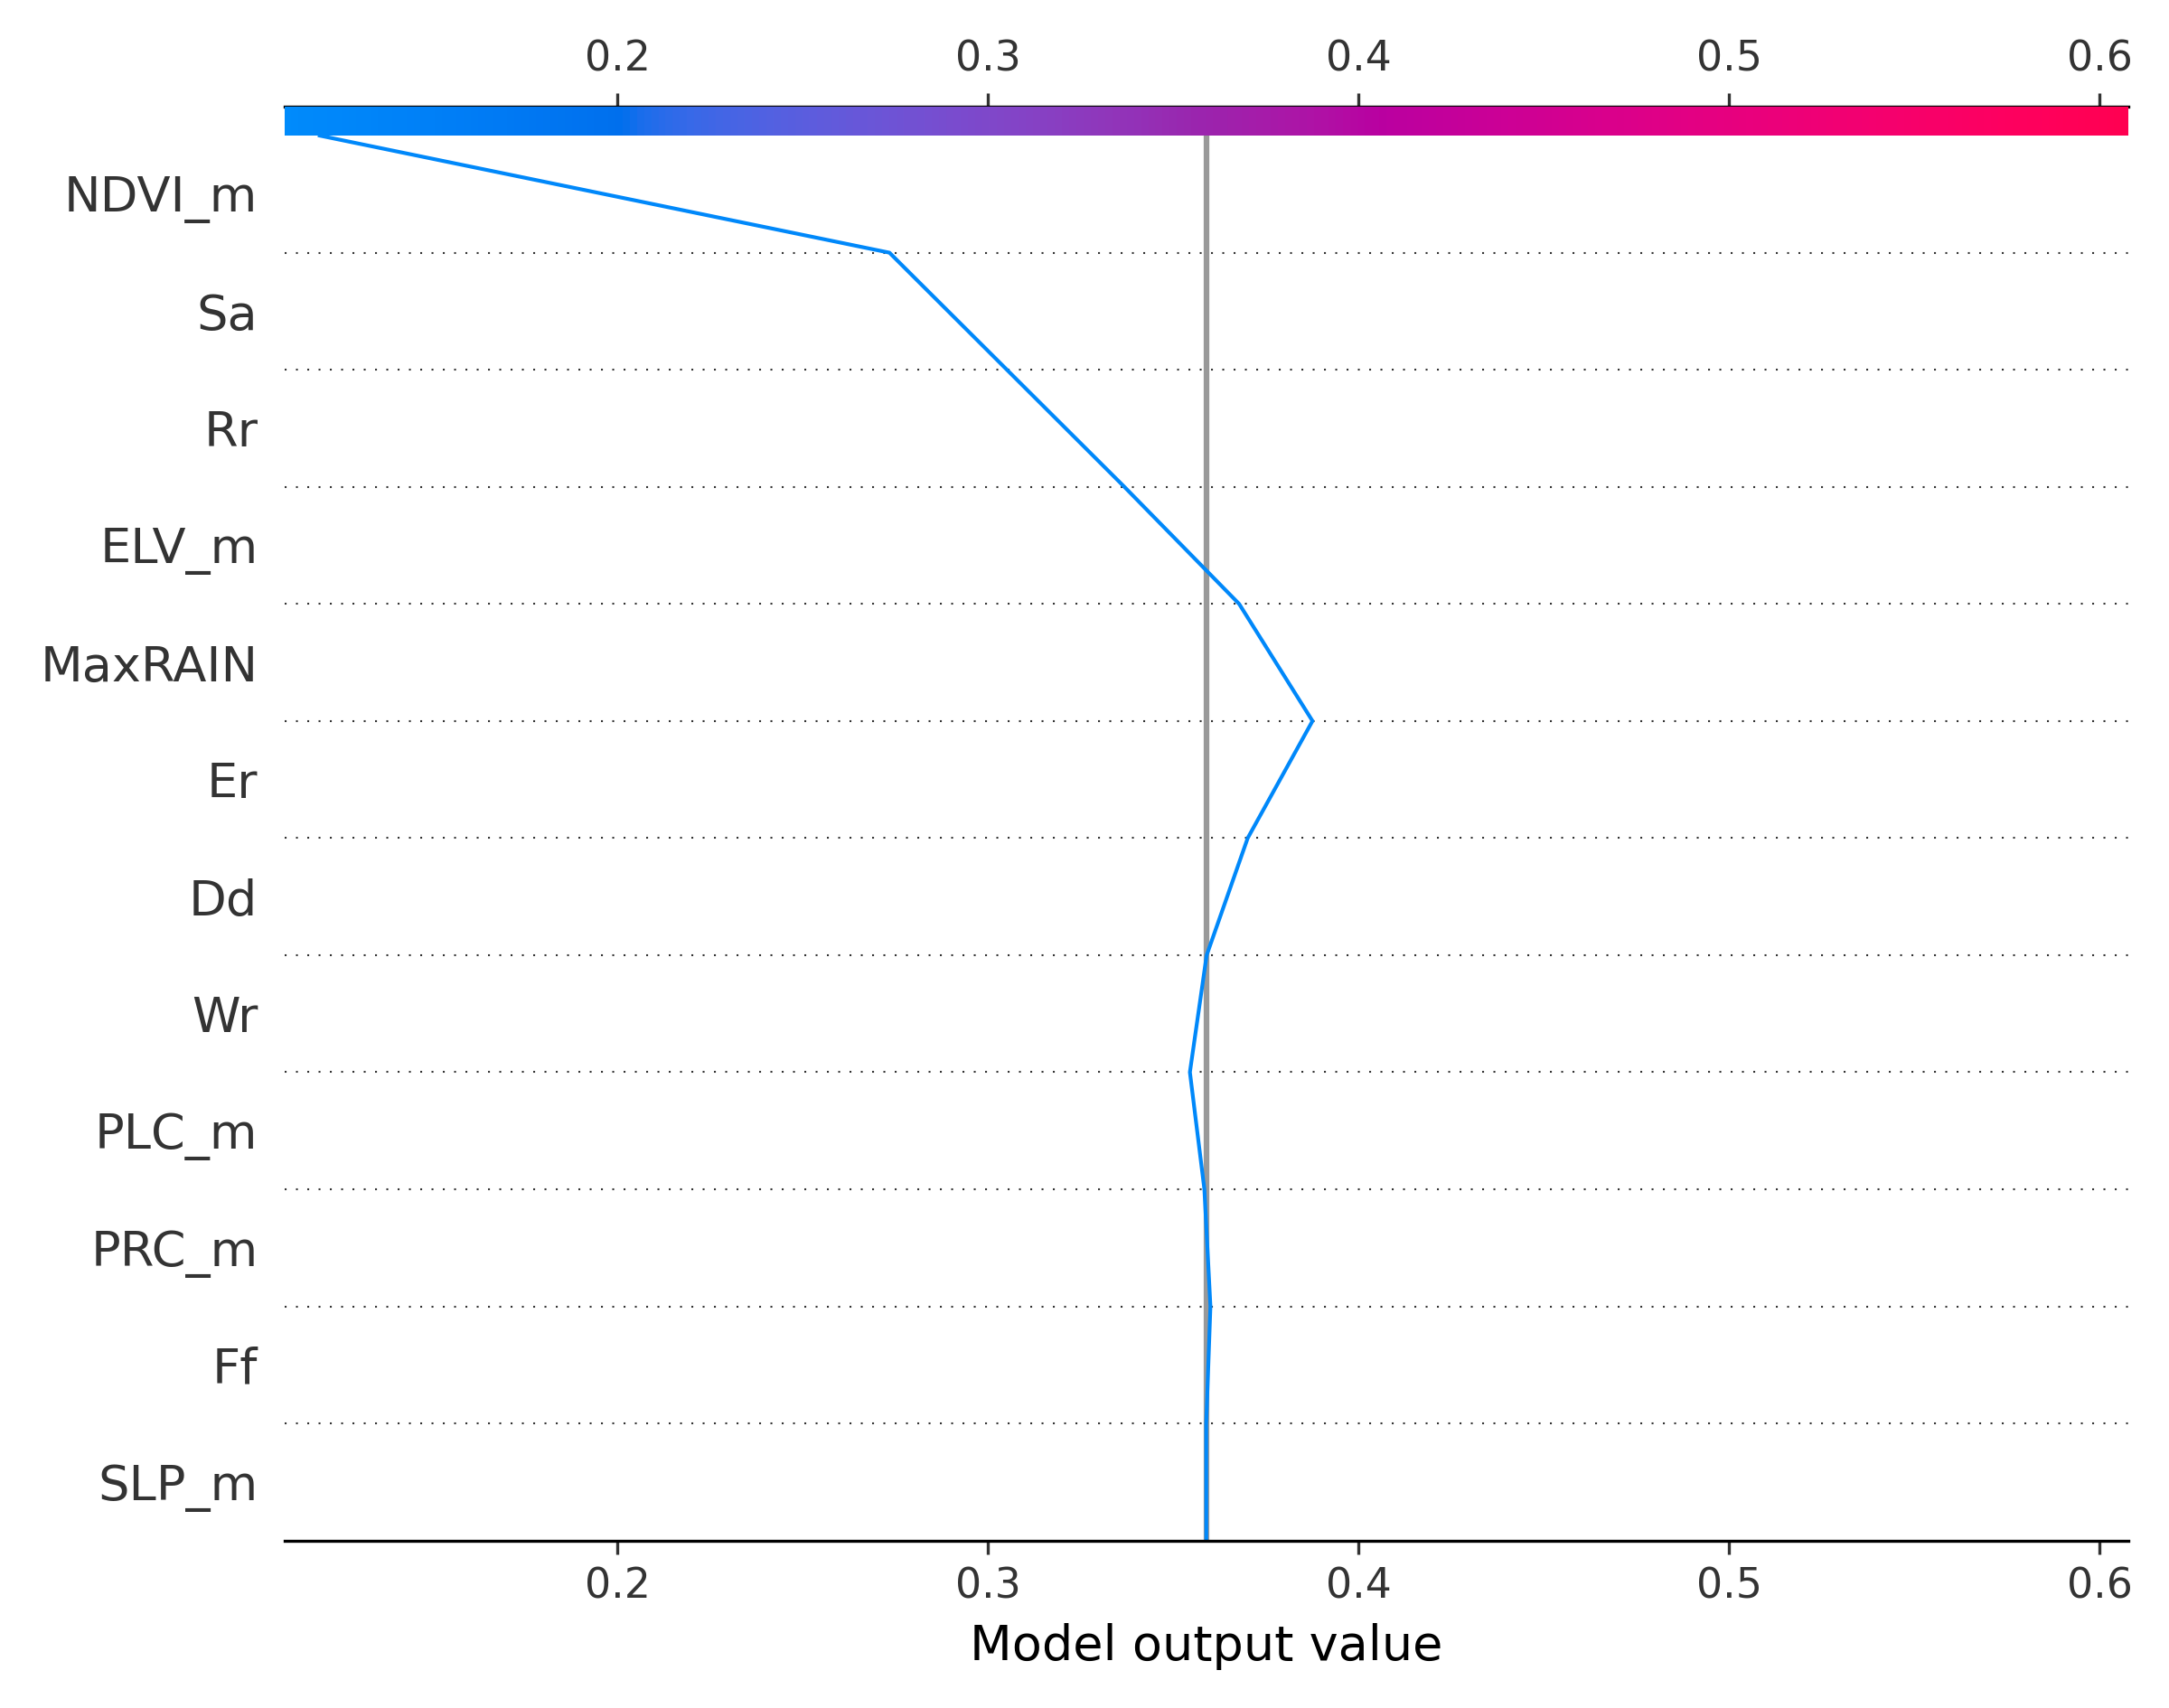 0.2 0.3 0.4 0.5 0.6
NDVI_m
Sa
Rr
ELV_m
MaxRAIN
Er
Dd
Wr
PLC_m
PRC_m
Ff
SLP_m
0.2 0.3 0.4 0.5 0.6
Model output value